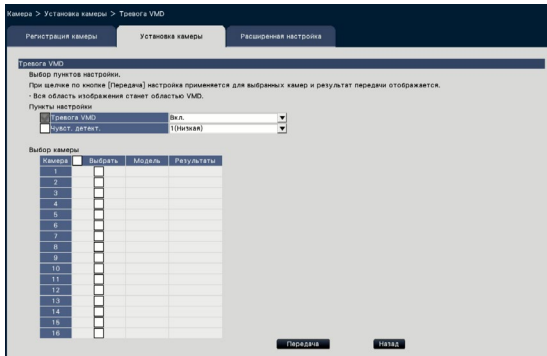 Камера > Установка камеры > Тревога VMD
Регистрация камеры Установка камеры Расширенная настройка
Тревога VMD
Выбор пунктов настройки.
При щелчке по кнопке [Передача] настройка применяется для выбранных камер и результат передачи отображается.
· Вся область изображения станет областью VMD.
Пункты настройки
Тревога VMD Вкл.
Чувст. детект. 1(Низкая)
Выбор камеры
Камера Выбрать Модель Результаты
1
2
3
4
5
6
7
8
9
10
11
12
13
14
15
16
Передача Назад